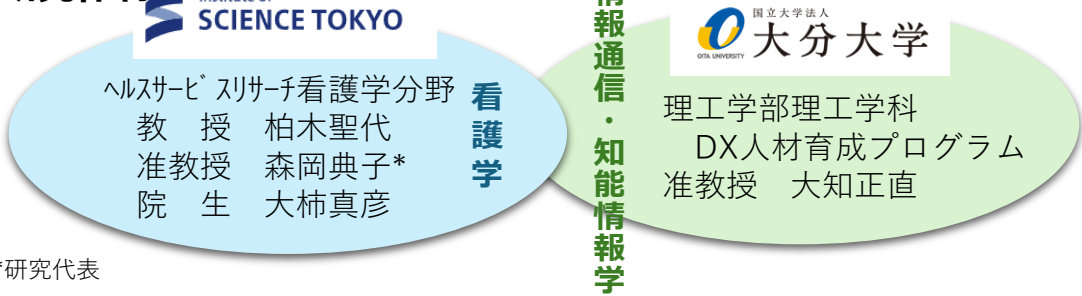 SCIENCE TOKYO
ﾍﾙｽｻｰﾋﾞｽﾘｻｰﾁ看護学分野
教　授　柏木聖代
准教授　森岡典子*
院　生　大柿真彦
看護学
*研究代表
報通信・知能情報学
国立大学法人
大分大学
OITA UNIVERSITY
理工学部理工学科
DX人材育成プログラム
准教授　大知正直